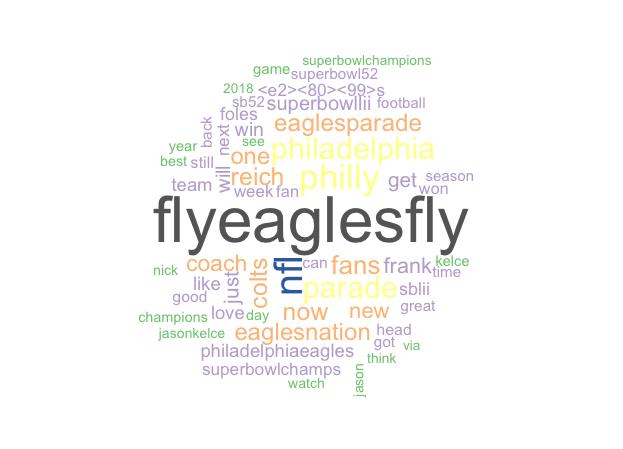 superbowlchampions
game
superbowl52
2018
<e2><80><99>s
sb52
superbowllii
football
foles
back
next
win
eaglesparade
year
see
philadelphia
best
still
will
one
reich
philly
get
season
team
week
fan
won
flyeaglesfly
coach
colts
nfl
can
fans
frank
kelce
time
nick
like
just
parade
sblii
good
great
champions
love
day
now
new
jasonkelce
eaglesnation
head
got
via
philadelphiaeagles
think
superbowlchamps
watch
jason